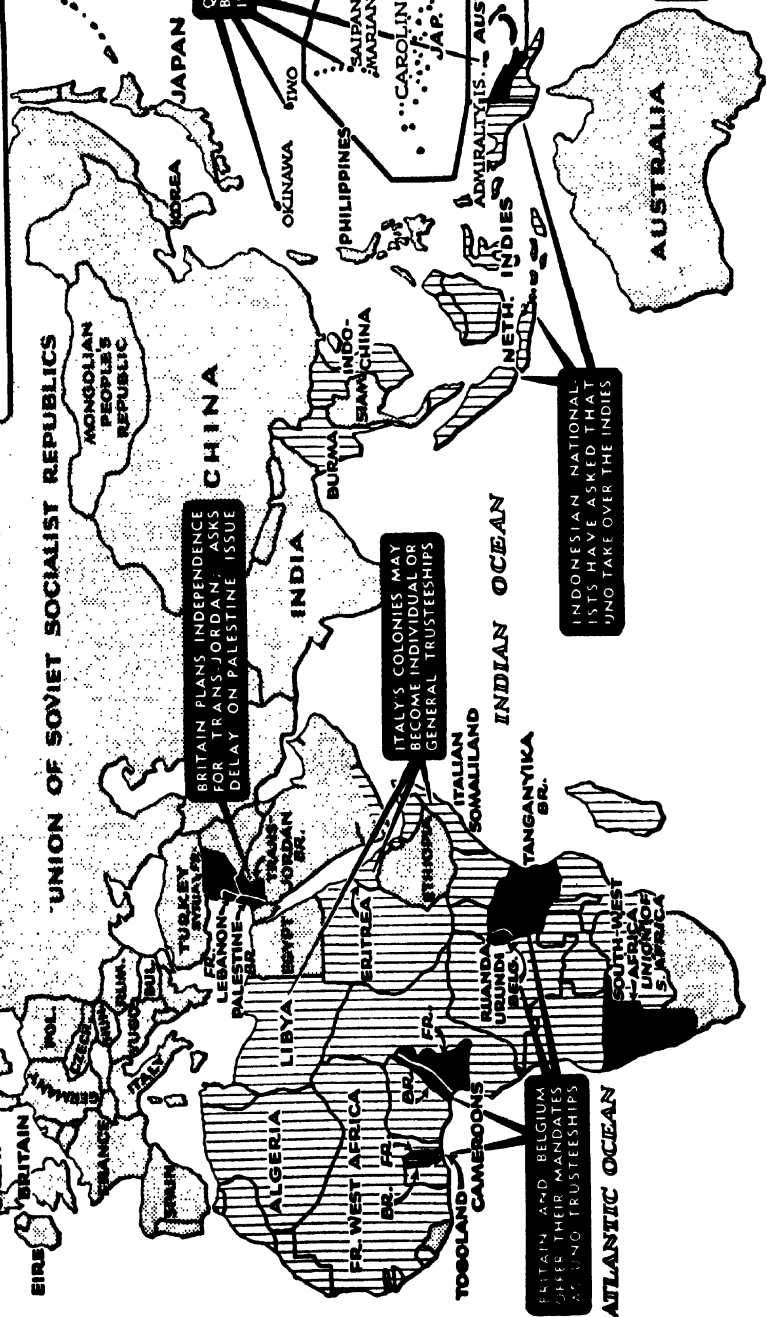 "UNION OF SOVIET SOCIALIST REPUBLICS
MONGOLIAN
PEOPLE'S
REPUBLIC
JAPAN
KOREA
CHINA
EIRE
BRITAIN
FRANCE
SPAIN
GERMANY
POL.
CZECH.
HUN.
RUM.
YUGO.
BUL.
ITALY
TURKEY
FR.
LEBANON
PALESTINE
BR.
TRANS-
JORDAN
BR.
BRITAIN PLANS INDEPENDENCE
FOR TRANS-JORDAN, ASKS
DELAY ON PALESTINE ISSUE
INDIA
BURMA
SIAM
INDO-
CHINA
OKINAWA
IWO
SAIPAN
MARIAN
CAROLIN
JAP.
PHILIPPINES
ADMIRALTY IS.
AUS
NETH. INDIES
AUSTRALIA
INDONESIAN NATIONAL-
ISTS HAVE ASKED THAT
UNO TAKE OVER THE INDIES
ITALY'S COLONIES MAY
BECOME INDIVIDUAL OR
GENERAL TRUSTEESHIPS
INDIAN OCEAN
ALGERIA
LIBYA
EGYPT
ERITREA
ETHIOPIA
ITALIAN
SOMALILAND
FR. WEST AFRICA
BR.
FR.
BR.
FR.
TOGOLAND
CAMEROONS
RUANDA
URUNDI
BELG.
TANGANYIKA
BR.
SOUTH-WEST
AFRICA
UNION OF
S. AFRICA
BRITAIN AND BELGIUM
OFFER THEIR MANDATES
AS UNO TRUSTEESHIPS
ATLANTIC OCEAN